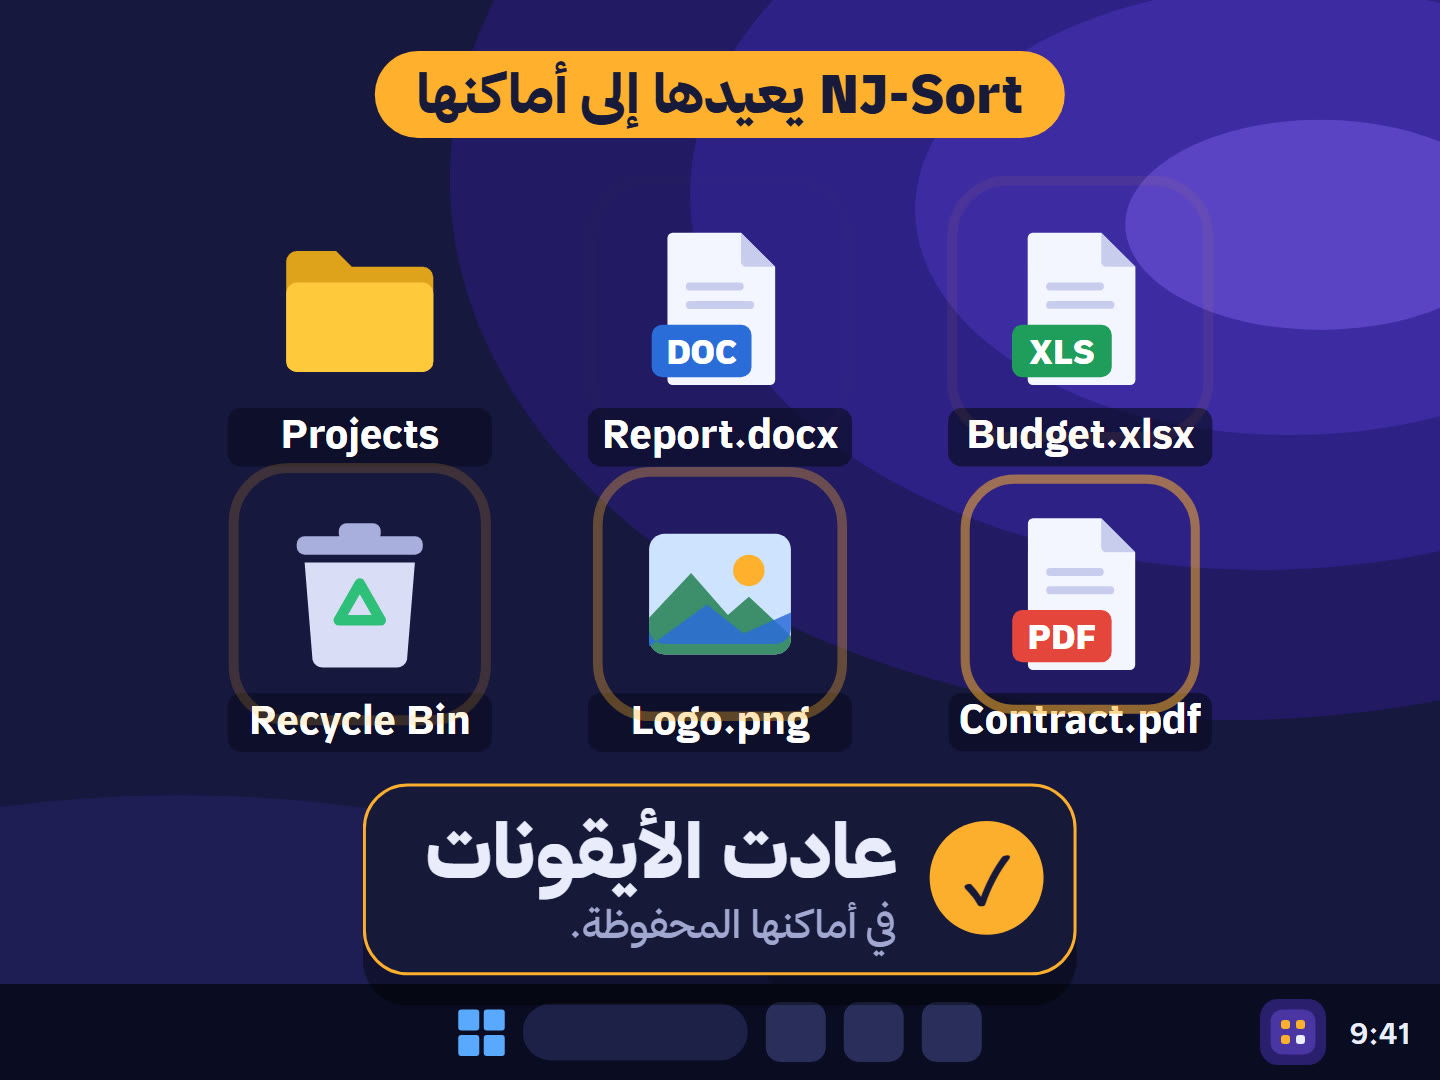 NJ-Sort يعيدها إلى أماكنها
DOC
XLS
Projects
Report.docx
Budget.xlsx
PDF
Recycle Bin
Logo.png
Contract.pdf
عادت الأيقونات
في أماكنها المحفوظة.
9:41